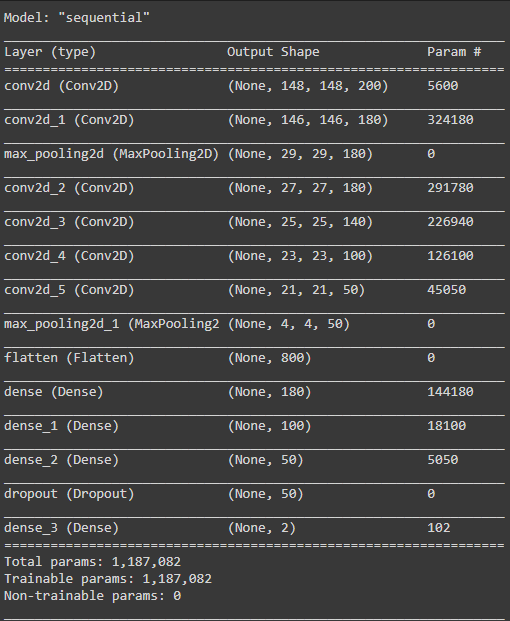 Model: "sequential"
_________________________________________________________________
Layer (type)                 Output Shape              Param #
=================================================================
conv2d (Conv2D)              (None, 148, 148, 200)     5600
_________________________________________________________________
conv2d_1 (Conv2D)            (None, 146, 146, 180)     324180
_________________________________________________________________
max_pooling2d (MaxPooling2D) (None, 29, 29, 180)       0
_________________________________________________________________
conv2d_2 (Conv2D)            (None, 27, 27, 180)       291780
_________________________________________________________________
conv2d_3 (Conv2D)            (None, 25, 25, 140)       226940
_________________________________________________________________
conv2d_4 (Conv2D)            (None, 23, 23, 100)       126100
_________________________________________________________________
conv2d_5 (Conv2D)            (None, 21, 21, 50)        45050
_________________________________________________________________
max_pooling2d_1 (MaxPooling2 (None, 4, 4, 50)          0
_________________________________________________________________
flatten (Flatten)            (None, 800)               0
_________________________________________________________________
dense (Dense)                (None, 180)               144180
_________________________________________________________________
dense_1 (Dense)              (None, 100)               18100
_________________________________________________________________
dense_2 (Dense)              (None, 50)                5050
_________________________________________________________________
dropout (Dropout)            (None, 50)                0
_________________________________________________________________
dense_3 (Dense)              (None, 2)                 102
=================================================================
Total params: 1,187,082
Trainable params: 1,187,082
Non-trainable params: 0
_________________________________________________________________